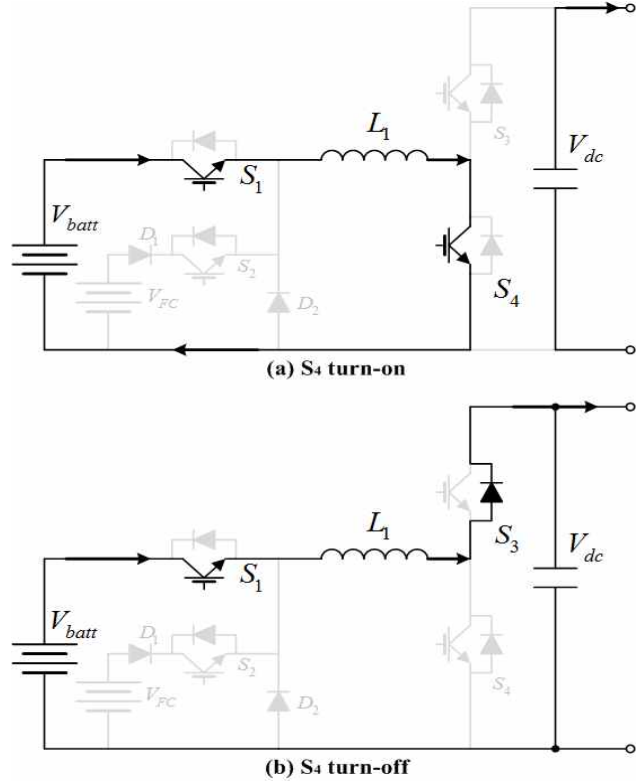 S3
L1
Vdc
S1
Vbatt
D1
S2
VFC
D2
S4
(a) S4 turn-on
S3
L1
Vdc
S1
Vbatt
D1
S2
VFC
D2
S4
(b) S4 turn-off